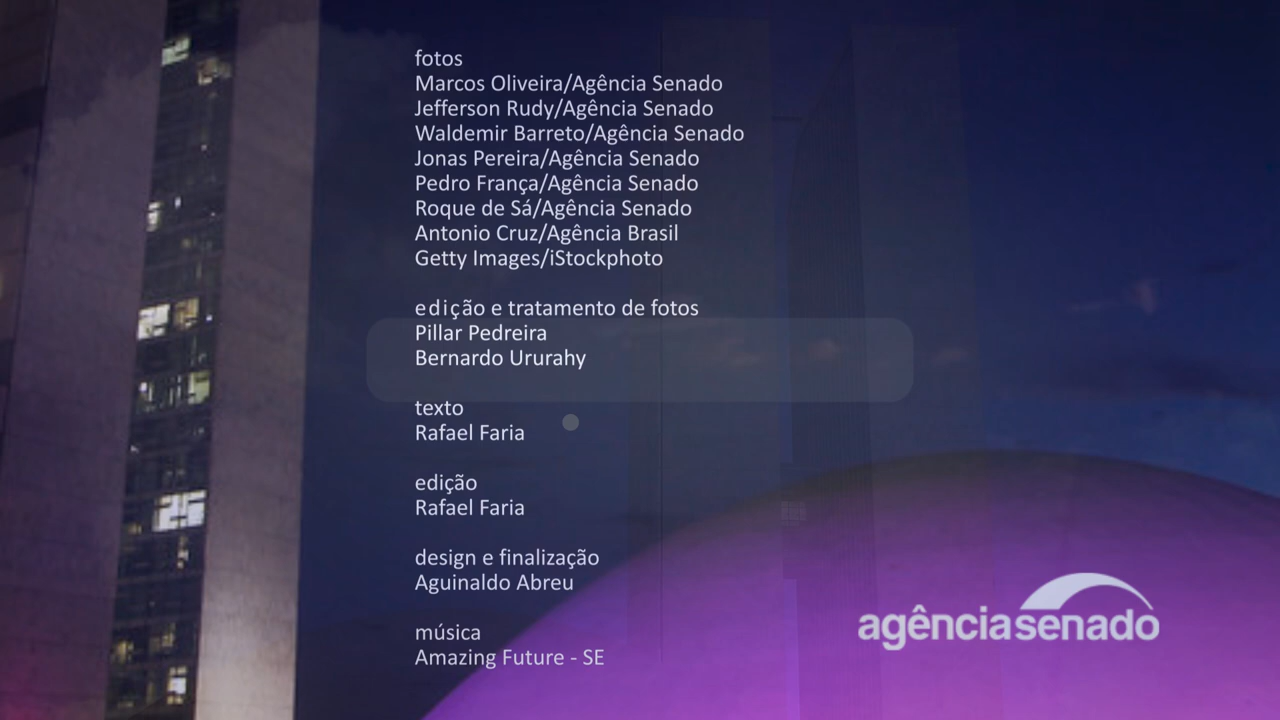 fotos
Marcos Oliveira/Agência Senado
Jefferson Rudy/Agência Senado
Waldemir Barreto/Agência Senado
Jonas Pereira/Agência Senado
Pedro França/Agência Senado
Roque de Sá/Agência Senado
Antonio Cruz/Agência Brasil
Getty Images/iStockphoto
edição e tratamento de fotos
Pillar Pedreira
Bernardo Ururahy
texto
Rafael Faria
edição
Rafael Faria
design e finalização
Aguinaldo Abreu
música
Amazing Future - SE
agênciasenado